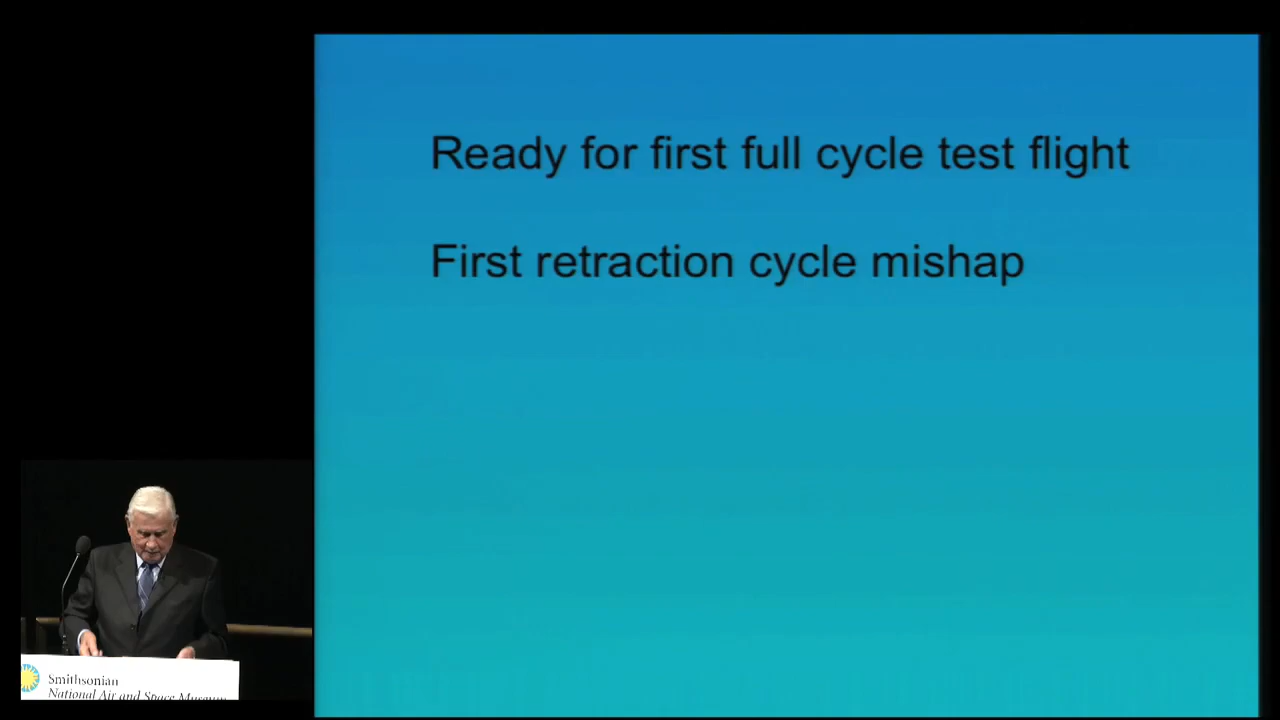 Ready for first full cycle test flight
First retraction cycle mishap
Smithsonian
National Air and Space Museum